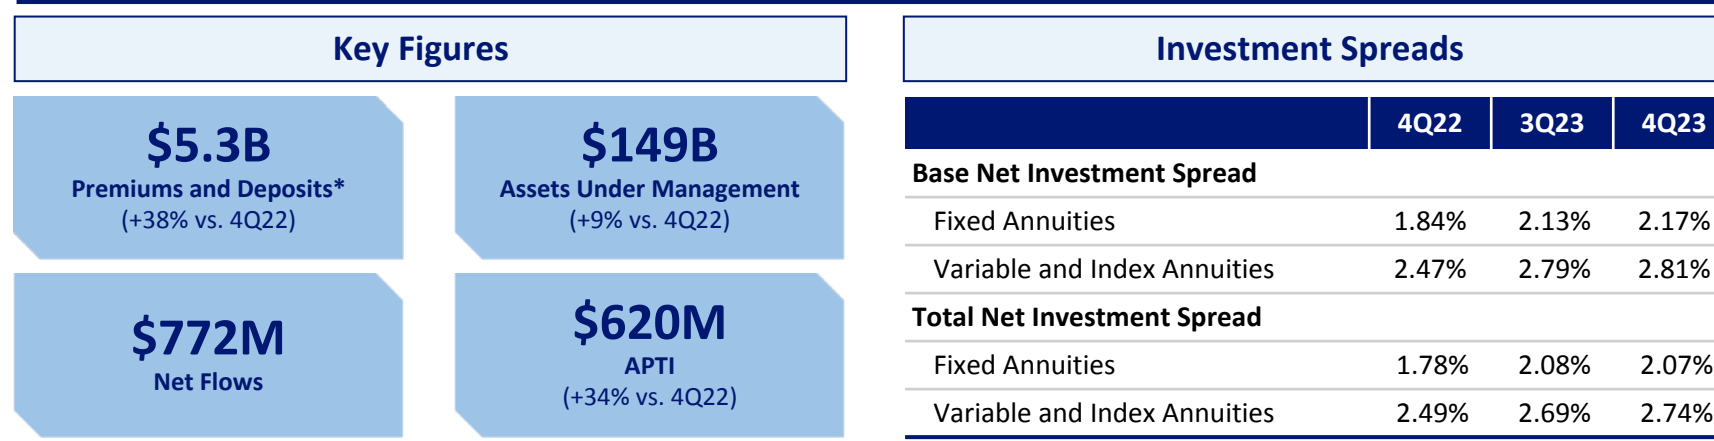 Key Figures
$5.3B
Premiums and Deposits*
(+38% vs. 4Q22)
$149B
Assets Under Management
(+9% vs. 4Q22)
$772M
Net Flows
$620M
APTI
(+34% vs. 4Q22)
Investment Spreads
4Q22 3Q23 4Q23
Base Net Investment Spread
Fixed Annuities 1.84% 2.13% 2.17%
Variable and Index Annuities 2.47% 2.79% 2.81%
Total Net Investment Spread
Fixed Annuities 1.78% 2.08% 2.07%
Variable and Index Annuities 2.49% 2.69% 2.74%